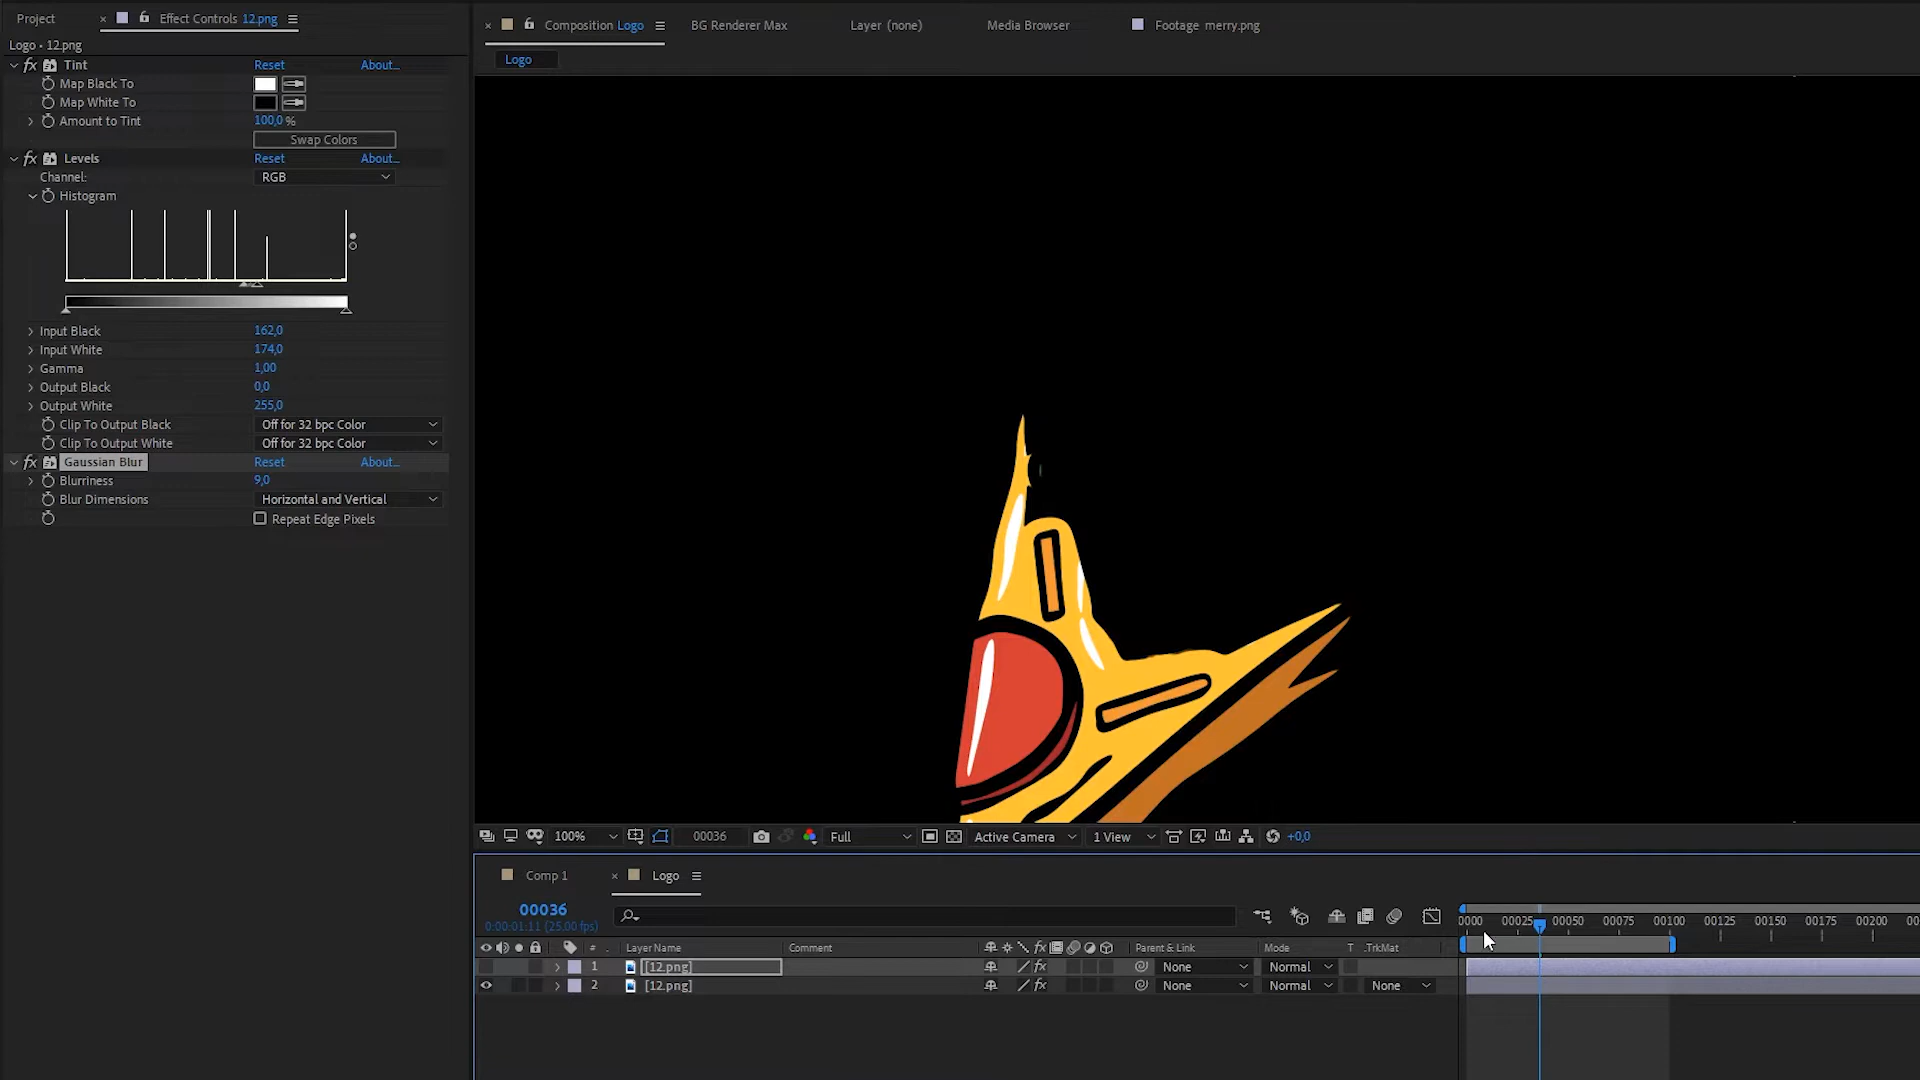 Project
Effect Controls 12.png
Composition Logo
BG Renderer Max
Layer (none)
Media Browser
Footage merry.png
Logo • 12.png
Logo
Tint Reset About...
Map Black To
Map White To
Amount to Tint 100,0 %
Swap Colors
Levels Reset About...
Channel: RGB
Histogram
Input Black 162,0
Input White 174,0
Gamma 1,00
Output Black 0,0
Output White 255,0
Clip To Output Black Off for 32 bpc Color
Clip To Output White Off for 32 bpc Color
Gaussian Blur Reset About...
Blurriness 9,0
Blur Dimensions Horizontal and Vertical
Repeat Edge Pixels
100% 00036 Full Active Camera 1 View +0,0
Comp 1 Logo
00036
0:00:01:11 (25.00 fps)
0000 00025 00050 00075 00100 00125 00150 00175 00200
# Layer Name Comment Parent & Link Mode T .TrkMat
1 [12.png] None Normal
2 [12.png] None Normal None